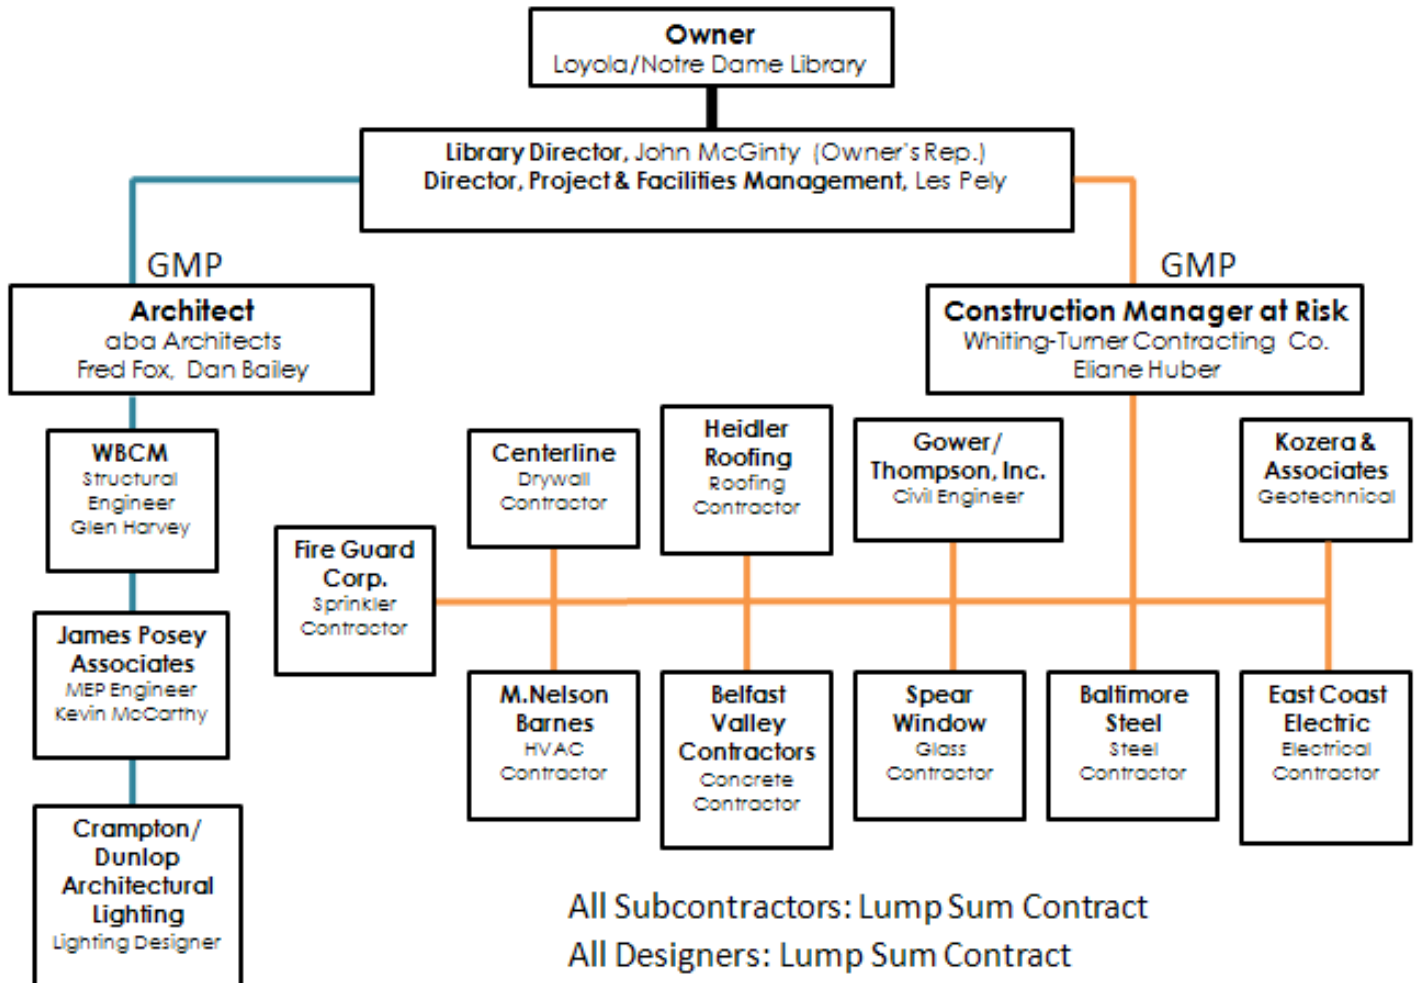 Owner
Loyola/Notre Dame Library
Library Director, John McGinty (Owner's Rep.)
Director, Project & Facilities Management, Les Pely
GMP
Architect
aba Architects
Fred Fox, Dan Bailey
GMP
Construction Manager at Risk
Whiting-Turner Contracting Co.
Eliane Huber
WBCM
Structural
Engineer
Glen Harvey
James Posey
Associates
MEP Engineer
Kevin McCarthy
Crampton/
Dunlop
Architectural
Lighting
Lighting Designer
Fire Guard
Corp.
Sprinkler
Contractor
Centerline
Drywall
Contractor
Heidler
Roofing
Roofing
Contractor
Gower/
Thompson, Inc.
Civil Engineer
Kozera &
Associates
Geotechnical
M.Nelson
Barnes
HVAC
Contractor
Belfast
Valley
Contractors
Concrete
Contractor
Spear
Window
Glass
Contractor
Baltimore
Steel
Steel
Contractor
East Coast
Electric
Electrical
Contractor
All Subcontractors: Lump Sum Contract
All Designers: Lump Sum Contract